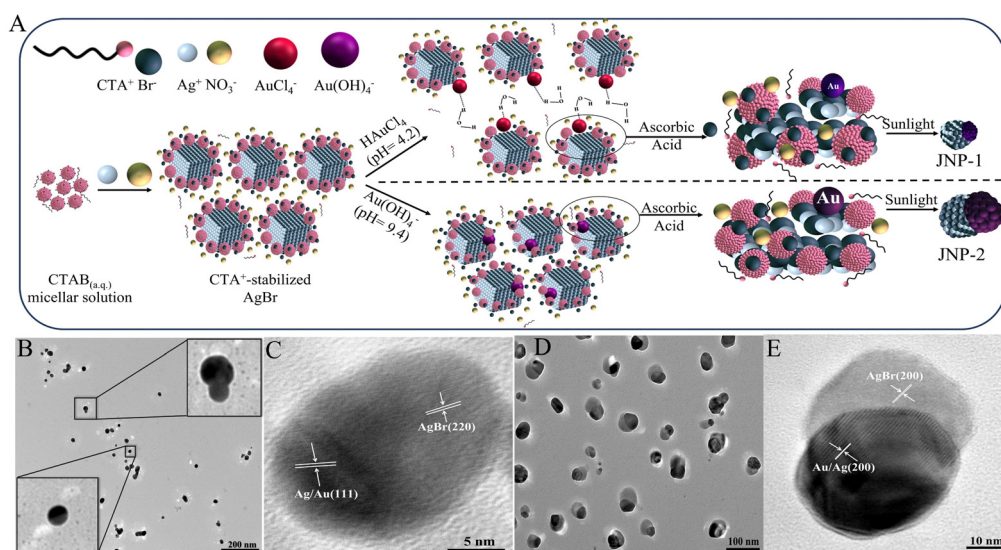 A
CTA⁺ Br⁻
Ag⁺ NO₃⁻
AuCl₄⁻
Au(OH)₄⁻
CTAB(a.q.)
micellar solution
CTA⁺-stabilized
AgBr
HAuCl₄
(pH= 4.2)
Au(OH)₄⁻
(pH= 9.4)
Ascorbic
Acid
Au
Sunlight
JNP-1
Ascorbic
Acid
Au
Sunlight
JNP-2
B
200 nm
C
AgBr(220)
Ag/Au(111)
5 nm
D
100 nm
E
AgBr(200)
Au/Ag(200)
10 nm